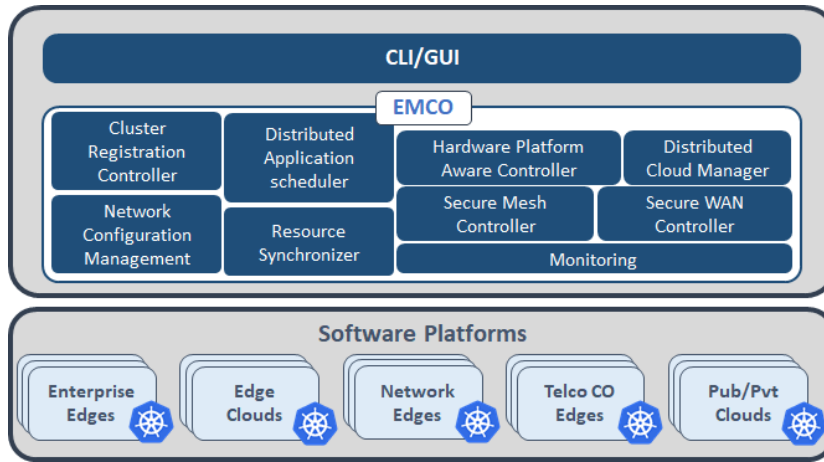 CLI/GUI
EMCO
Cluster
Registration
Controller
Distributed
Application
scheduler
Hardware Platform
Aware Controller
Distributed
Cloud Manager
Network
Configuration
Management
Resource
Synchronizer
Secure Mesh
Controller
Secure WAN
Controller
Monitoring
Software Platforms
Enterprise
Edges
Edge
Clouds
Network
Edges
Telco CO
Edges
Pub/Pvt
Clouds